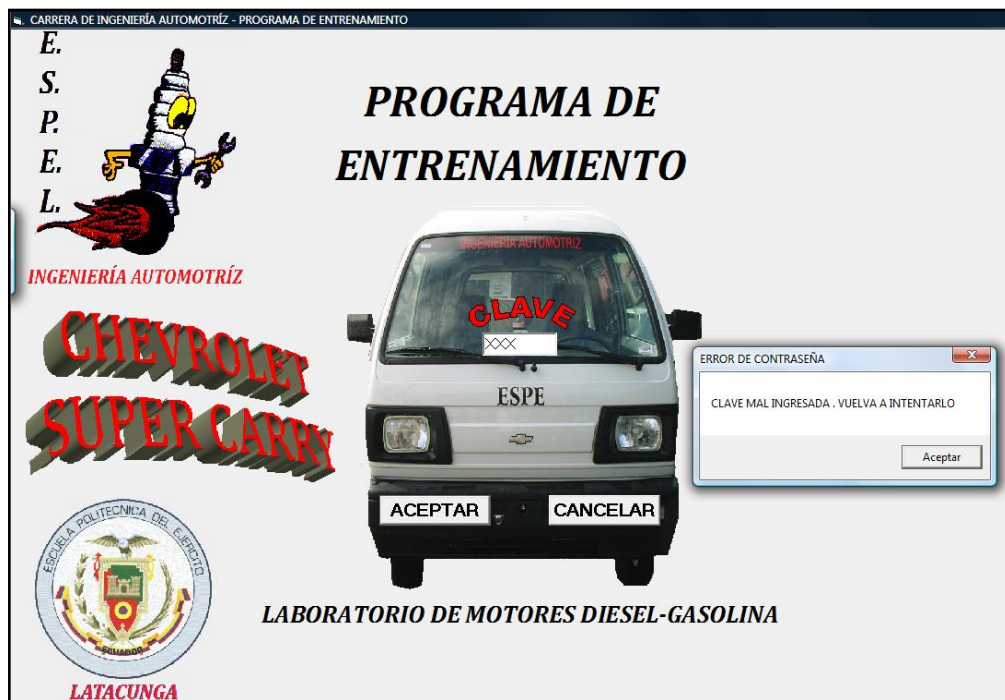 CARRERA DE INGENIERÍA AUTOMOTRÍZ - PROGRAMA DE ENTRENAMIENTO
E.
S.
P.
E.
L.
INGENIERÍA AUTOMOTRÍZ
CHEVROLET
SUPER CARRY
ESCUELA POLITECNICA DEL EJERCITO
ECUADOR
LATACUNGA
PROGRAMA DE
ENTRENAMIENTO
INGENIERIA AUTOMOTRIZ
CLAVE
XXX
ESPE
ACEPTAR
CANCELAR
LABORATORIO DE MOTORES DIESEL-GASOLINA
ERROR DE CONTRASEÑA
CLAVE MAL INGRESADA . VUELVA A INTENTARLO
Aceptar